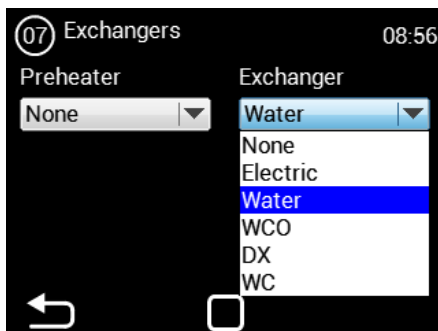 07 Exchangers 08:56
Preheater Exchanger
None Water
None
Electric
Water
WCO
DX
WC